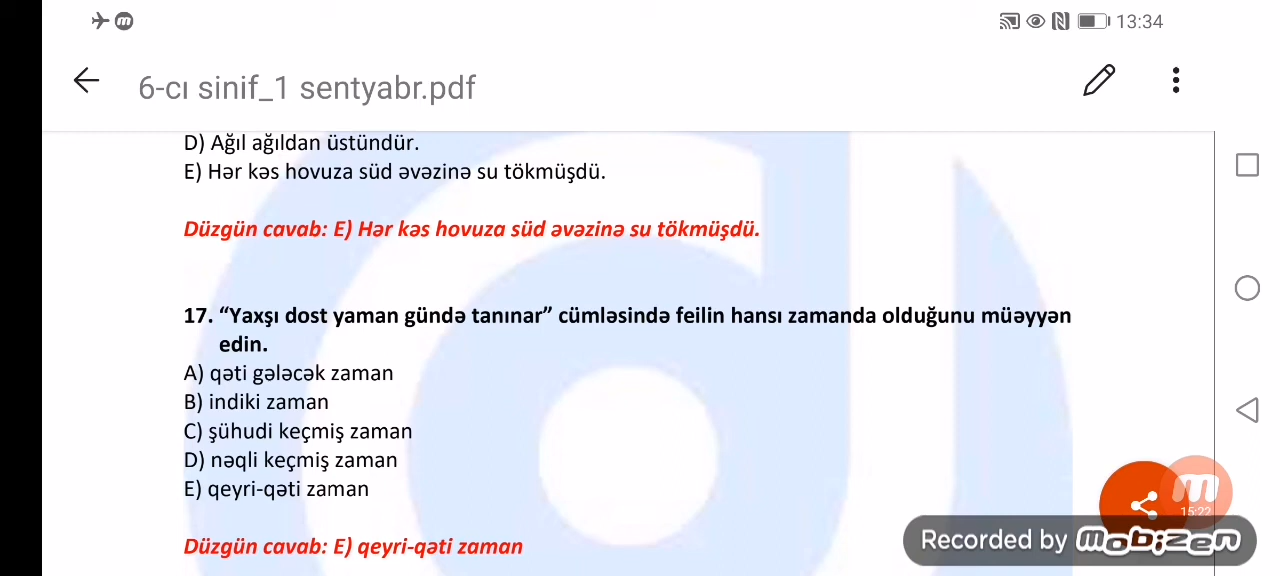 13:34
6-cı sinif_1 sentyabr.pdf
D) Ağıl ağıldan üstündür.
E) Hər kəs hovuza süd əvəzinə su tökmüşdü.
Düzgün cavab: E) Hər kəs hovuza süd əvəzinə su tökmüşdü.
17. “Yaxşı dost yaman gündə tanınar” cümləsində feilin hansı zamanda olduğunu müəyyən
edin.
A) qəti gələcək zaman
B) indiki zaman
C) şühudi keçmiş zaman
D) nəqli keçmiş zaman
E) qeyri-qəti zaman
15:22
Düzgün cavab: E) qeyri-qəti zaman
Recorded by mobizen